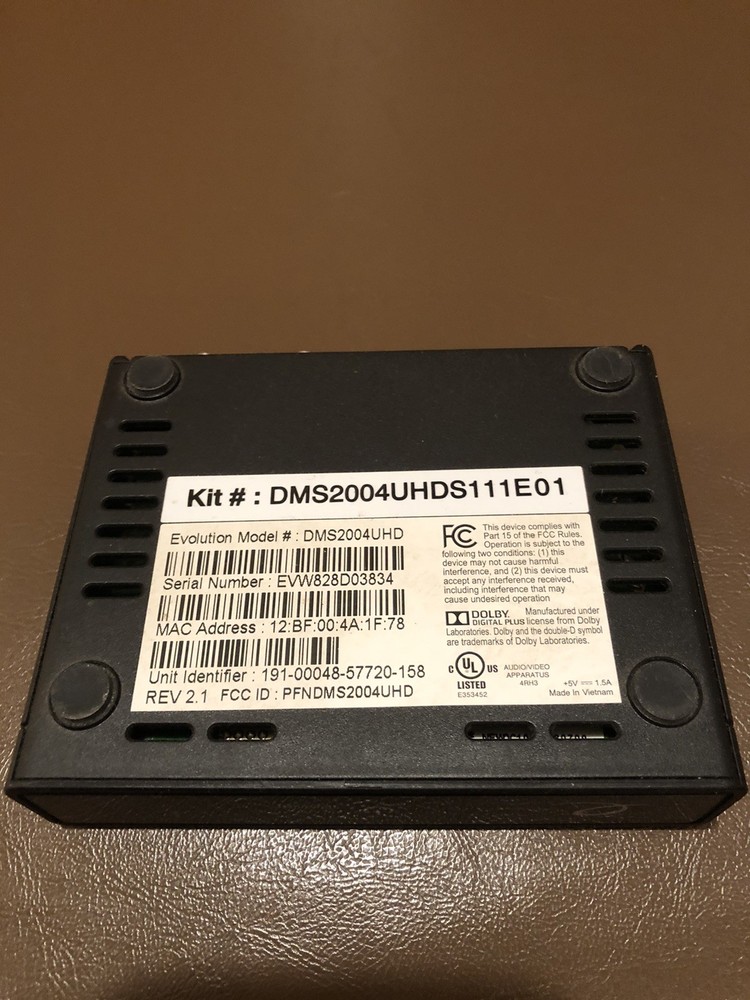 Kit # : DMS2004UHDS111E01
Evolution Model # : DMS2004UHD
Serial Number : EVW828D03834
MAC Address : 12:BF:00:4A:1F:78
Unit Identifier : 191-00048-57720-158
REV 2.1 FCC ID : PFNDMS2004UHD
FC This device complies with
Part 15 of the FCC Rules.
Operation is subject to the
following two conditions: (1) this
device may not cause harmful
interference, and (2) this device must
accept any interference received,
including interference that may
cause undesired operation
DOLBY. Manufactured under
DIGITAL PLUS license from Dolby
Laboratories. Dolby and the double-D symbol
are trademarks of Dolby Laboratories.
C UL US
LISTED
E353452
AUDIO/VIDEO
APPARATUS
4RH3
+5V 1.5A
Made In Vietnam